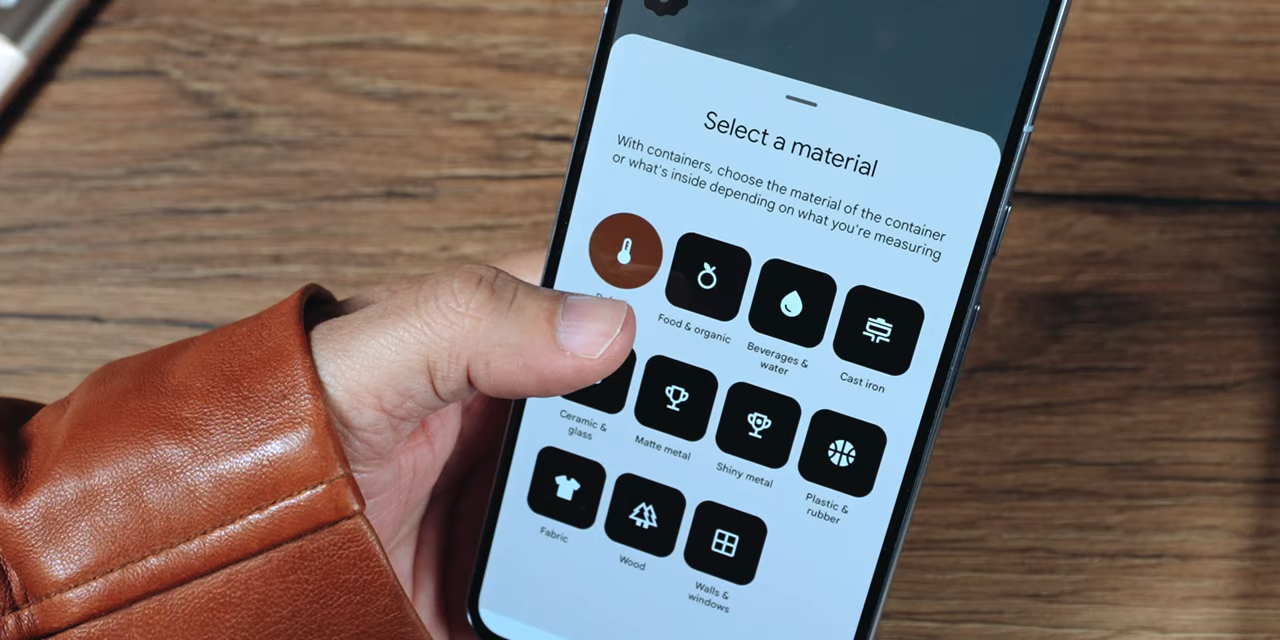 Select a material
With containers, choose the material of the container
or what's inside depending on what you're measuring
Food & organic
Beverages &
water
Cast iron
Ceramic &
glass
Matte metal
Shiny metal
Plastic &
rubber
Fabric
Wood
Walls &
windows